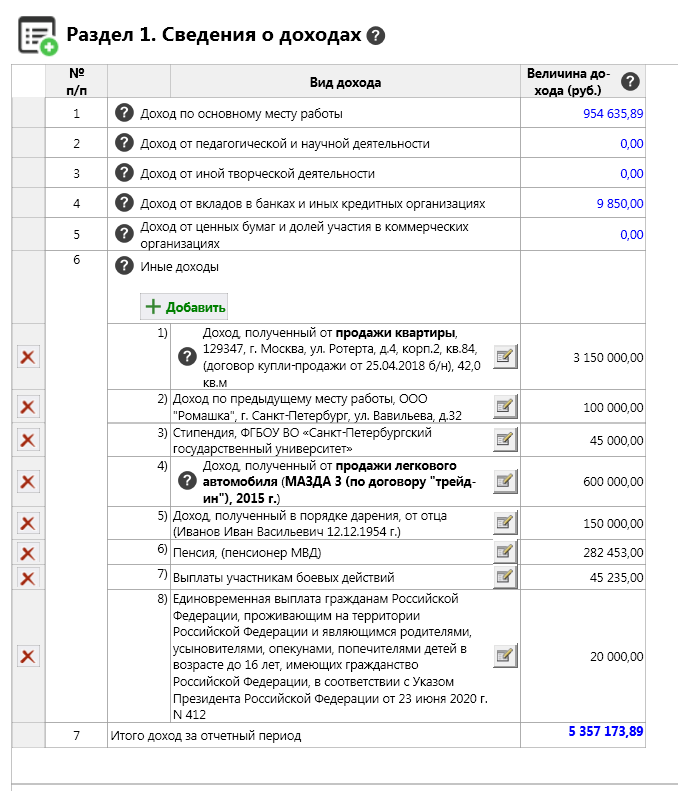 Раздел 1. Сведения о доходах ?
№
п/п
Вид дохода
Величина до-
хода (руб.) ?
1 ? Доход по основному месту работы 954 635,89
2 ? Доход от педагогической и научной деятельности 0,00
3 ? Доход от иной творческой деятельности 0,00
4 ? Доход от вкладов в банках и иных кредитных организациях 9 850,00
5 ? Доход от ценных бумаг и долей участия в коммерческих
организациях 0,00
6 ? Иные доходы
+ Добавить
1) Доход, полученный от продажи квартиры,
129347, г. Москва, ул. Ротерта, д.4, корп.2, кв.84,
? (договор купли-продажи от 25.04.2018 б/н), 42,0 3 150 000,00
кв.м
2) Доход по предыдущему месту работы, ООО
"Ромашка", г. Санкт-Петербург, ул. Вавильева, д.32 100 000,00
3) Стипендия, ФГБОУ ВО «Санкт-Петербургский
государственный университет» 45 000,00
4) Доход, полученный от продажи легкового
? автомобиля (МАЗДА 3 (по договору "трейд- 600 000,00
ин"), 2015 г.)
5) Доход, полученный в порядке дарения, от отца
(Иванов Иван Васильевич 12.12.1954 г.) 150 000,00
6) Пенсия, (пенсионер МВД) 282 453,00
7) Выплаты участникам боевых действий 45 235,00
8) Единовременная выплата гражданам Российской
Федерации, проживающим на территории
Российской Федерации и являющимся родителями,
усыновителями, опекунами, попечителями детей в
возрасте до 16 лет, имеющих гражданство 20 000,00
Российской Федерации, в соответствии с Указом
Президента Российской Федерации от 23 июня 2020 г.
N 412
7 Итого доход за отчетный период 5 357 173,89